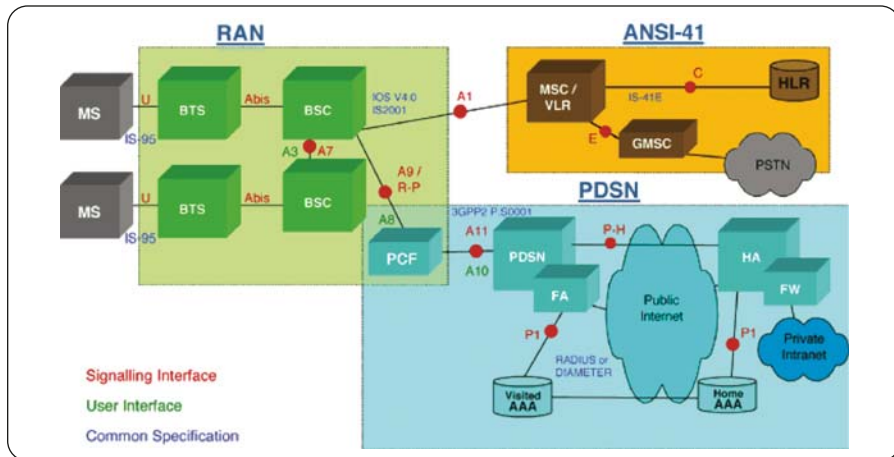 RAN
ANSI-41
MS
U
IS-95
BTS
Abis
BSC
IOS V4.0
IS2001
A1
MSC /
VLR
C
IS-41E
HLR
E
GMSC
PSTN
A3
A7
MS
U
IS-95
BTS
Abis
BSC
A9 /
R-P
A8
PDSN
3GPP2 P.S0001
PCF
A11
A10
PDSN
FA
P-H
Public
Internet
HA
FW
Private
Intranet
P1
RADIUS or
DIAMETER
P1
Visited
AAA
Home
AAA
Signalling Interface
User Interface
Common Specification